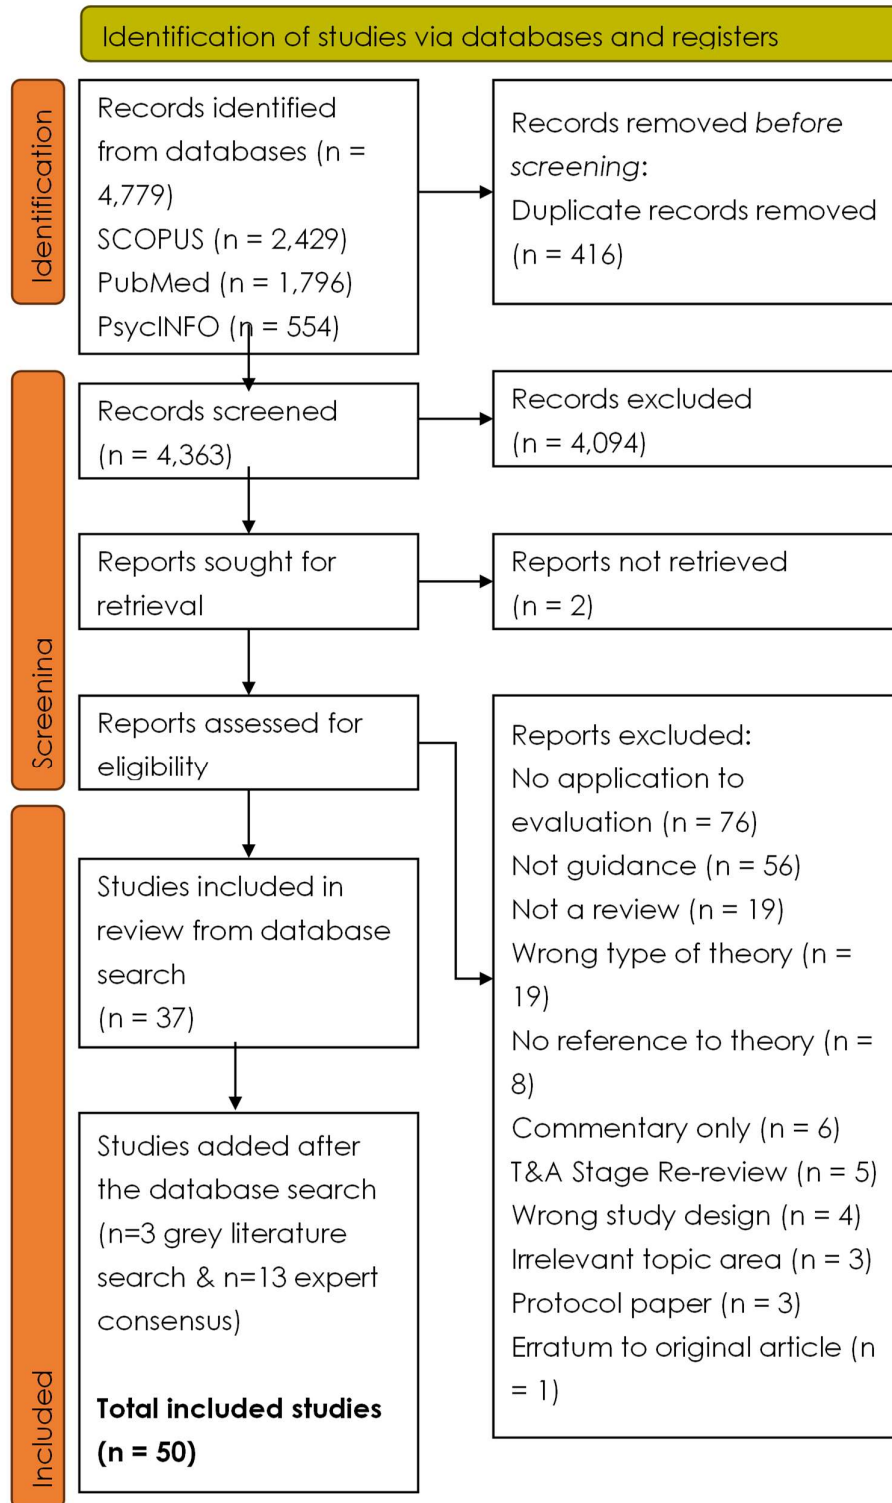 Identification of studies via databases and registers
Identification
Records identified
from databases (n =
4,779)
SCOPUS (n = 2,429)
PubMed (n = 1,796)
PsycINFO (n = 554)
Records removed before
screening:
Duplicate records removed
(n = 416)
Screening
Records screened
(n = 4,363)
Records excluded
(n = 4,094)
Reports sought for
retrieval
Reports not retrieved
(n = 2)
Reports assessed for
eligibility
Reports excluded:
No application to
evaluation (n = 76)
Not guidance (n = 56)
Not a review (n = 19)
Wrong type of theory (n =
19)
No reference to theory (n =
8)
Commentary only (n = 6)
T&A Stage Re-review (n = 5)
Wrong study design (n = 4)
Irrelevant topic area (n = 3)
Protocol paper (n = 3)
Erratum to original article (n
= 1)
Included
Studies included in
review from database
search
(n = 37)
Studies added after
the database search
(n=3 grey literature
search & n=13 expert
consensus)
Total included studies
(n = 50)